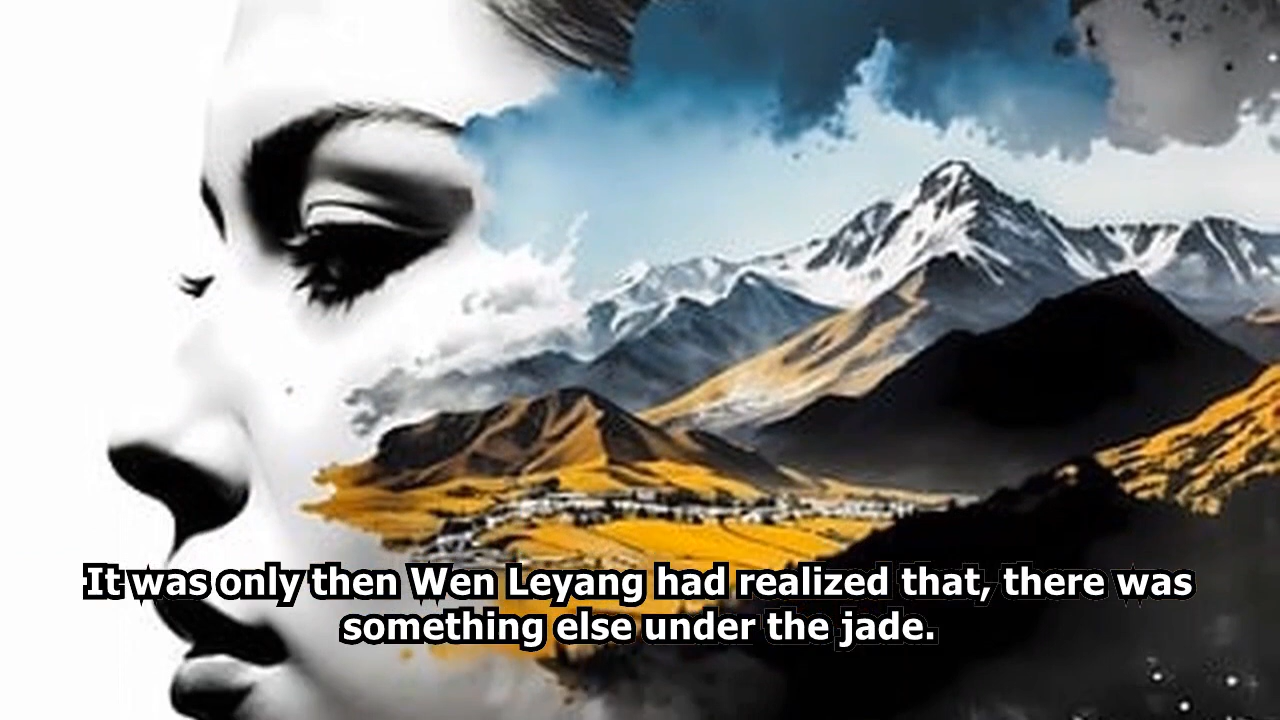 It was only then Wen Leyang had realized that, there was
something else under the jade.